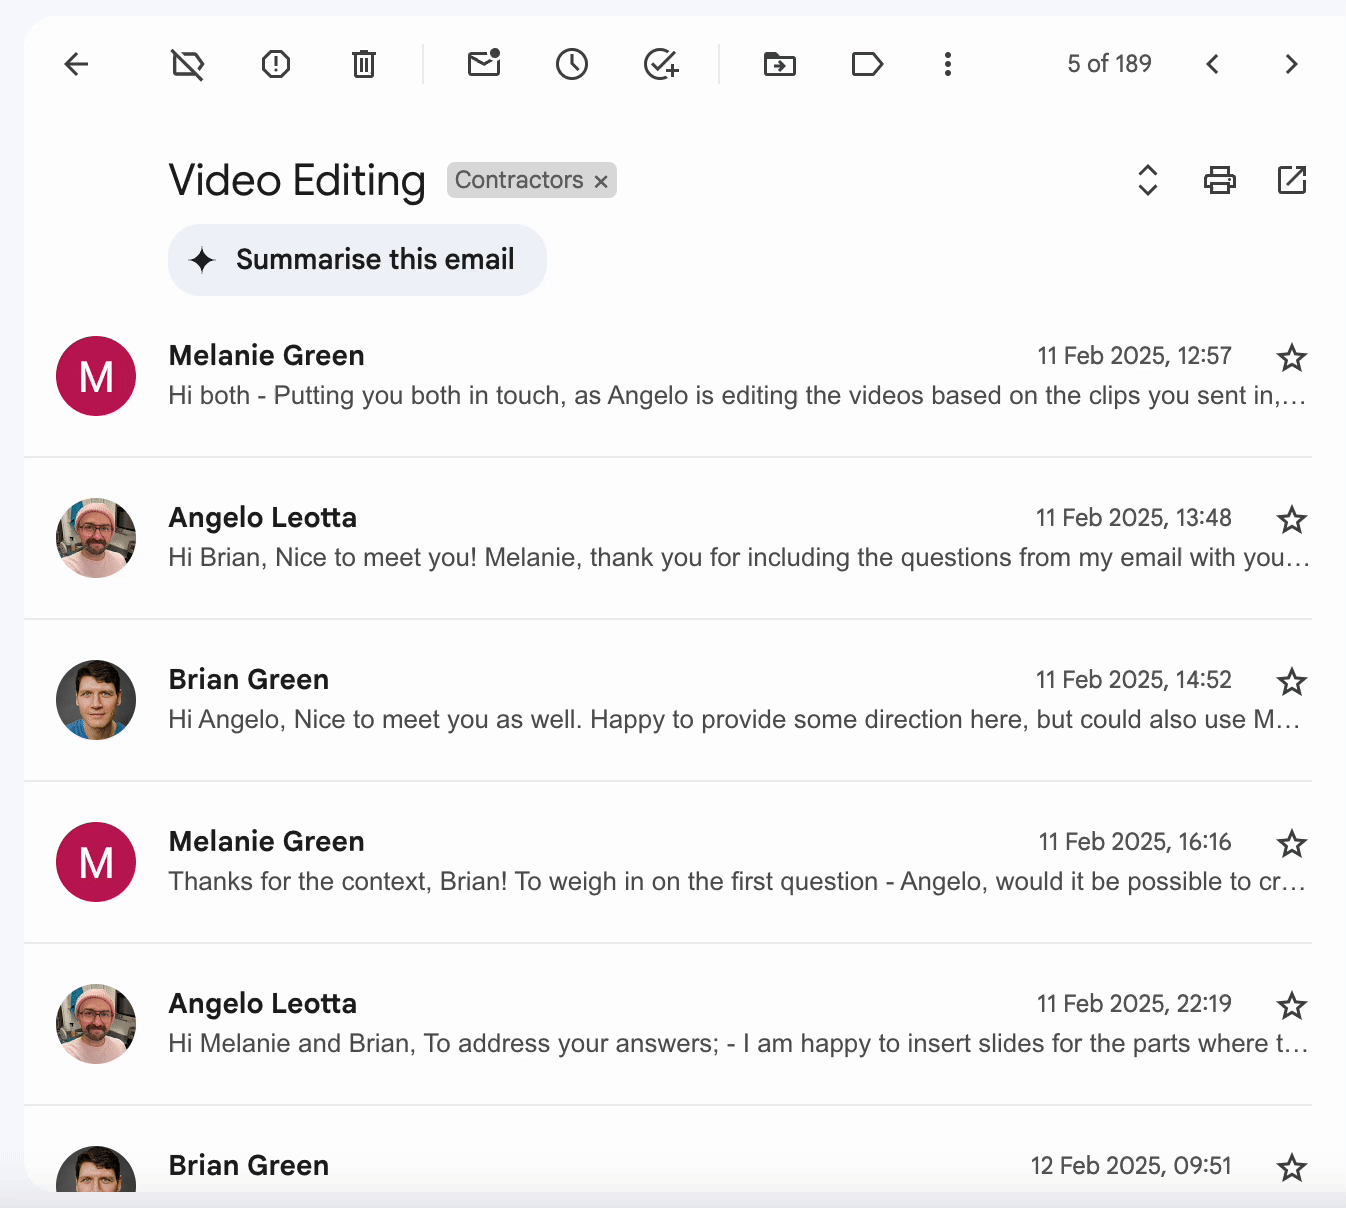 5 of 189
Video Editing
Contractors ×
Summarise this email
M
Melanie Green
11 Feb 2025, 12:57
Hi both - Putting you both in touch, as Angelo is editing the videos based on the clips you sent in,…
Angelo Leotta
11 Feb 2025, 13:48
Hi Brian, Nice to meet you! Melanie, thank you for including the questions from my email with you…
Brian Green
11 Feb 2025, 14:52
Hi Angelo, Nice to meet you as well. Happy to provide some direction here, but could also use M…
M
Melanie Green
11 Feb 2025, 16:16
Thanks for the context, Brian! To weigh in on the first question - Angelo, would it be possible to cr…
Angelo Leotta
11 Feb 2025, 22:19
Hi Melanie and Brian, To address your answers; - I am happy to insert slides for the parts where t…
Brian Green
12 Feb 2025, 09:51